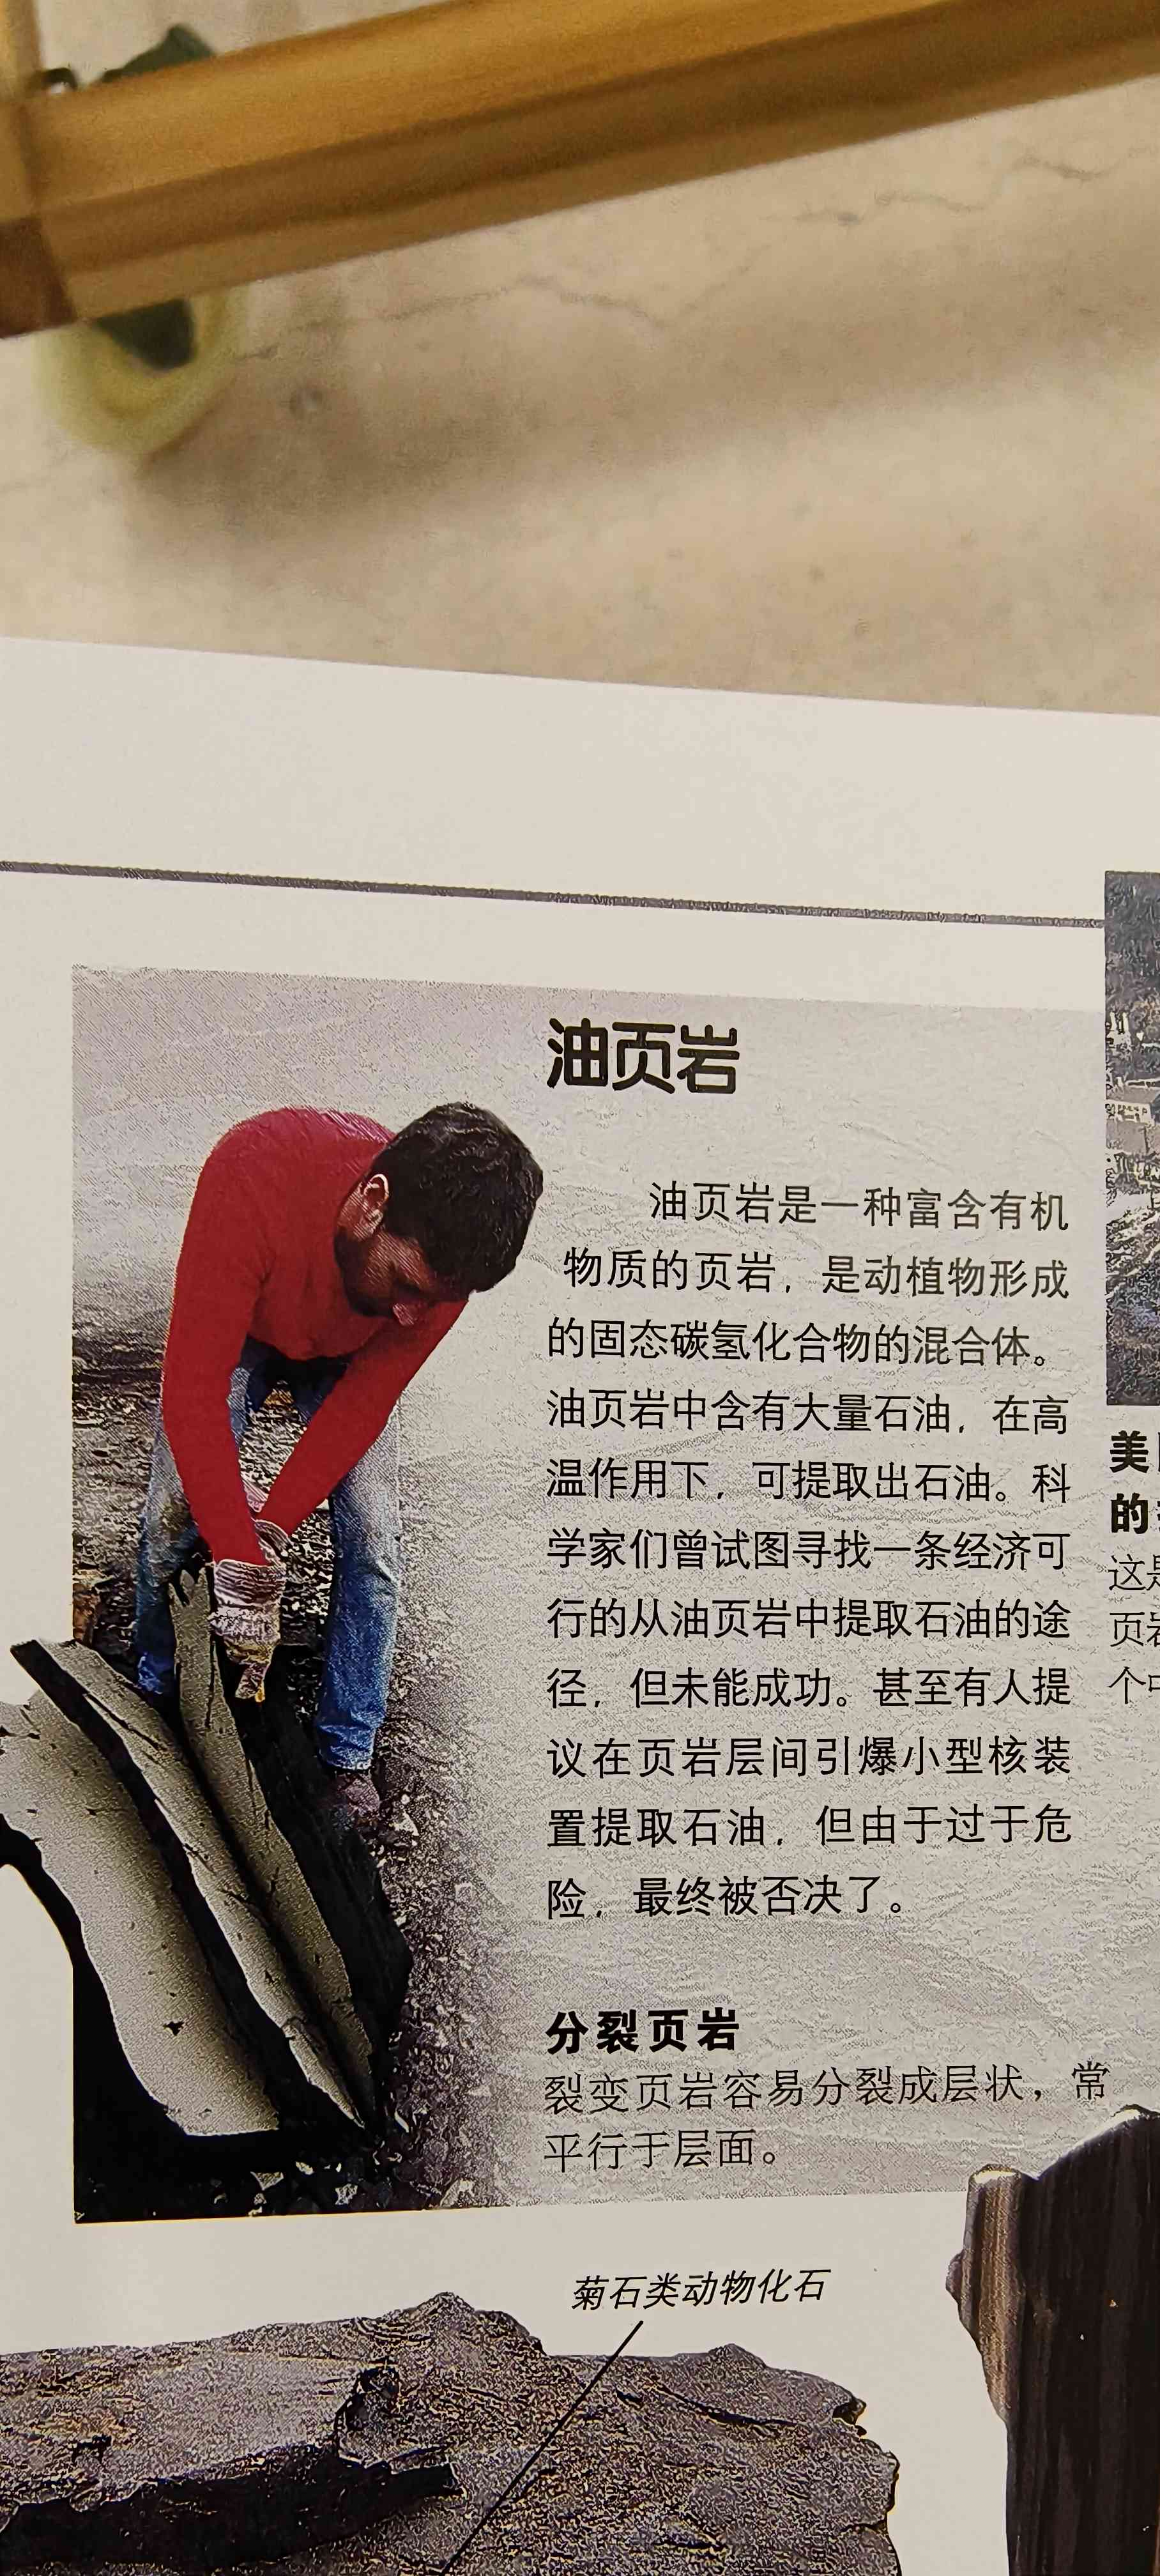 油页岩
油页岩是一种富含有机
物质的页岩，是动植物形成
的固态碳氢化合物的混合体。
油页岩中含有大量石油，在高
温作用下，可提取出石油。科
学家们曾试图寻找一条经济可
行的从油页岩中提取石油的途
径，但未能成功。甚至有人提
议在页岩层间引爆小型核装
置提取石油，但由于过于危
险，最终被否决了。
分裂页岩
裂变页岩容易分裂成层状，常
平行于层面。
菊石类动物化石
美
的
这是
页岩
个中